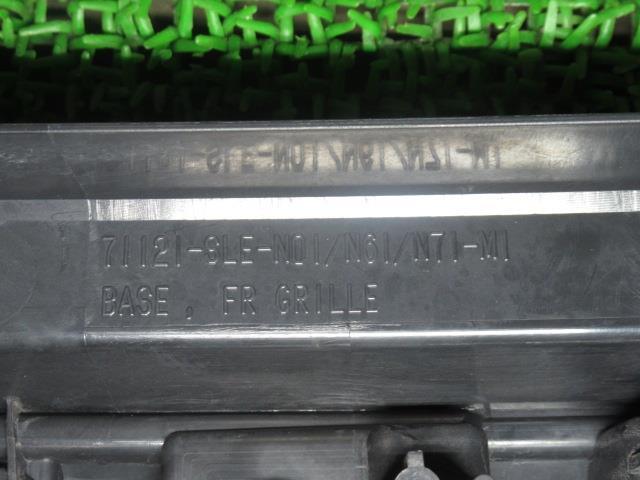 71121-SLE-N01/N61/N71-M1
BASE , FR GRILLE